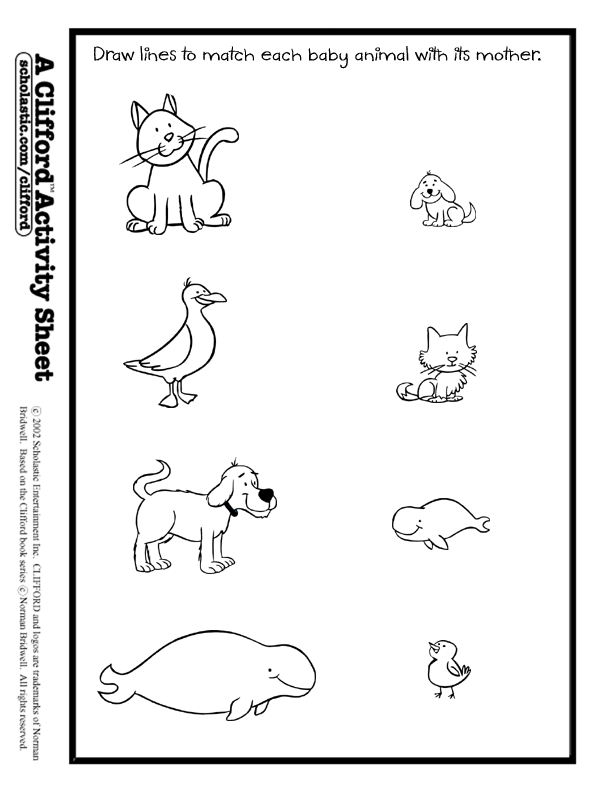 Draw lines to match each baby animal with its mother.
A Clifford™ Activity Sheet
scholastic.com/clifford
© 2002 Scholastic Entertainment Inc. CLIFFORD and logos are trademarks of Norman
Bridwell. Based on the Clifford book series © Norman Bridwell. All rights reserved.